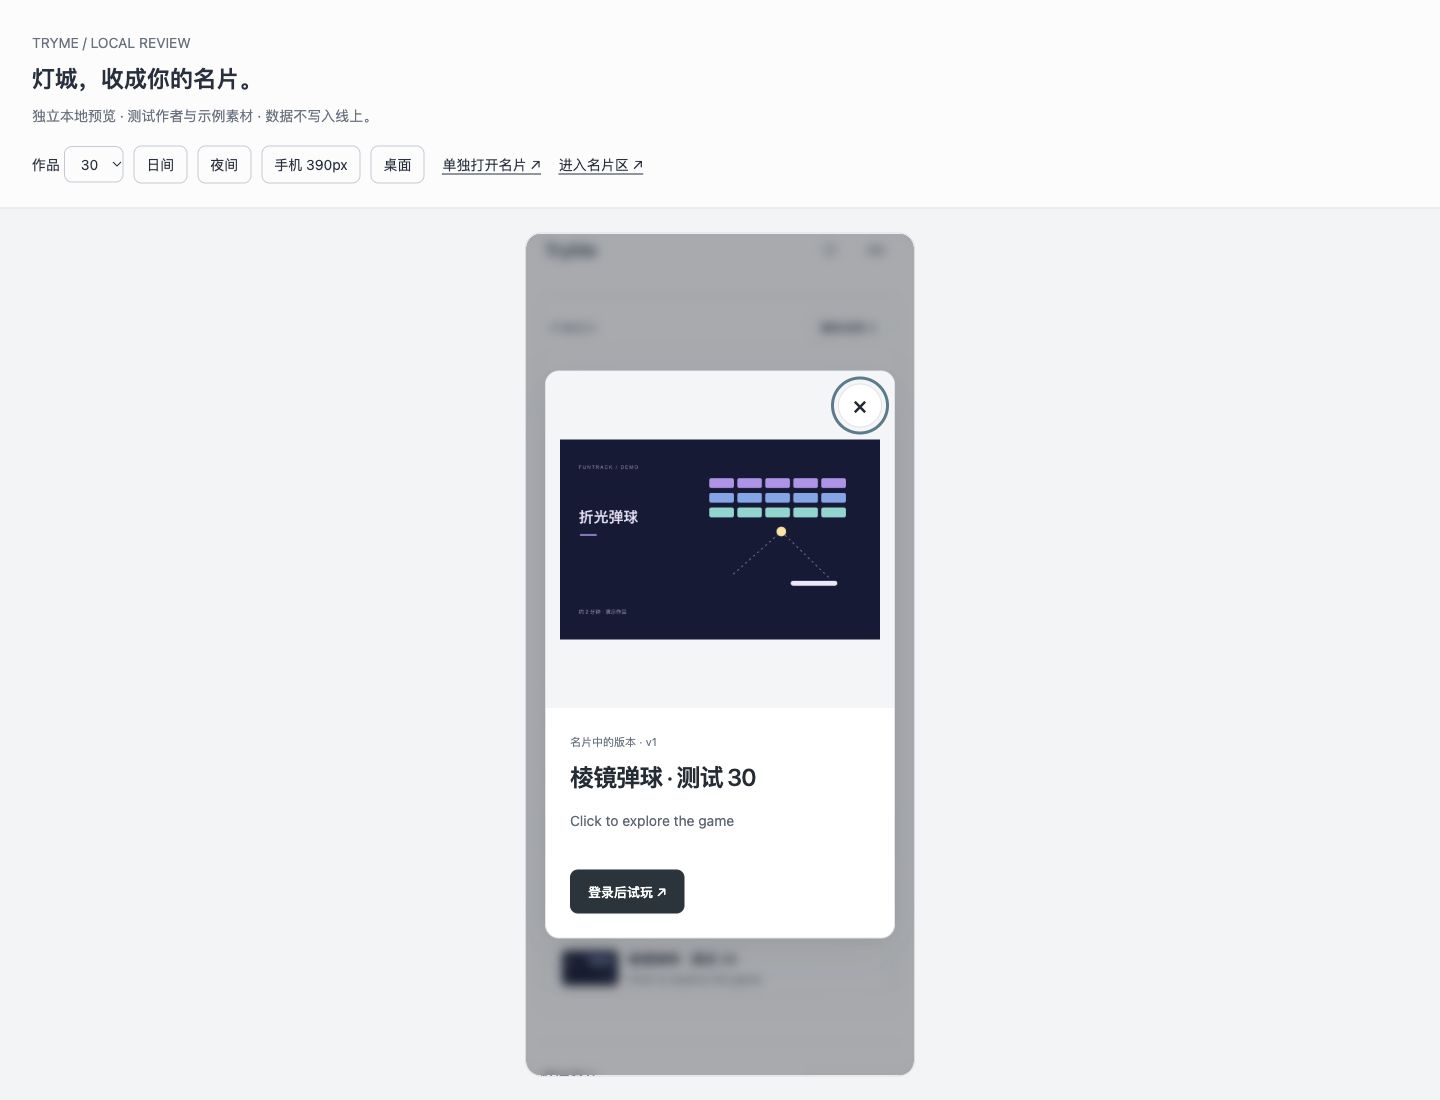 TRYME / LOCAL REVIEW
灯城，收成你的名片。
独立本地预览 · 测试作者与示例素材 · 数据不写入线上。
作品 30 日间 夜间 手机 390px 桌面 单独打开名片 ↗ 进入名片区 ↗
×
FUNTRACK / DEMO
折光弹球
约 2 分钟 · 演示作品
名片中的版本 · v1
棱镜弹球 · 测试 30
Click to explore the game
登录后试玩 ↗